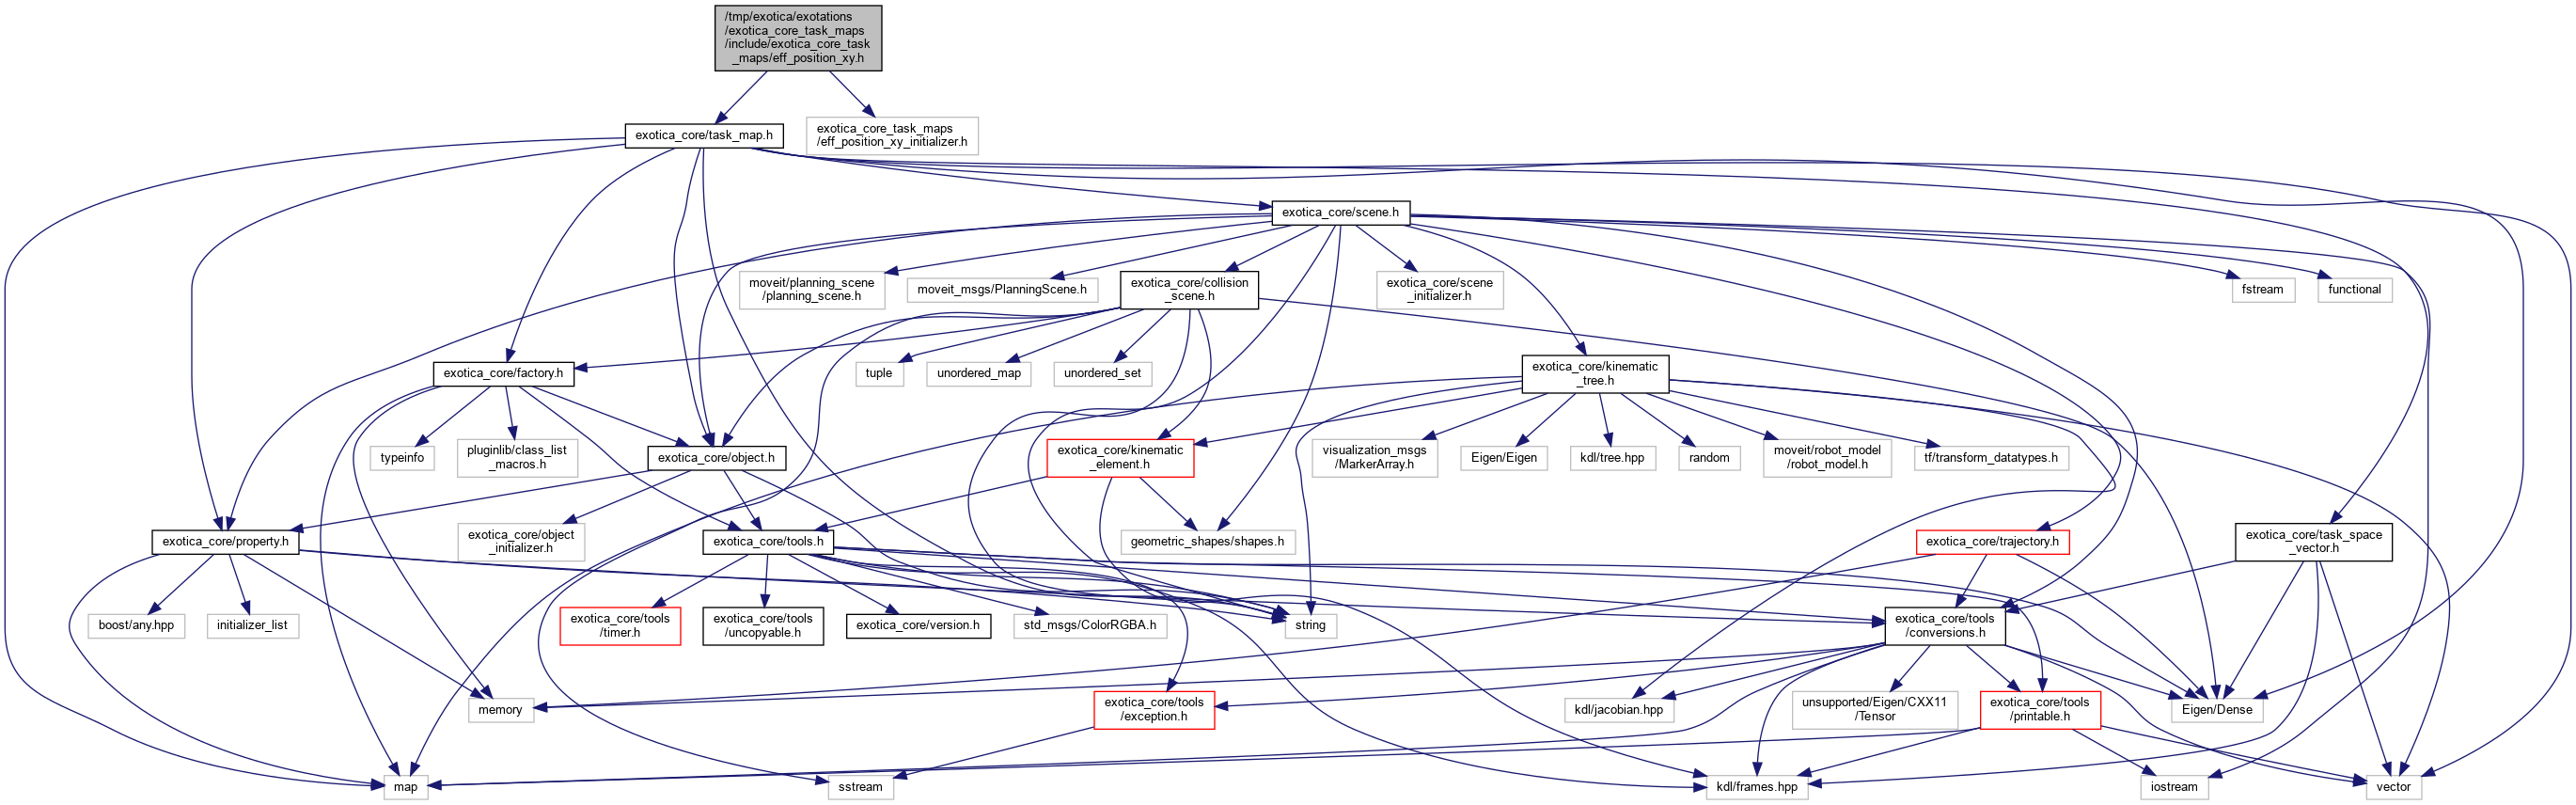 /tmp/exotica/exotations
/exotica_core_task_maps
/include/exotica_core_task
_maps/eff_position_xy.h
exotica_core/task_map.h
exotica_core_task_maps
/eff_position_xy_initializer.h
exotica_core/scene.h
moveit/planning_scene
/planning_scene.h
moveit_msgs/PlanningScene.h
exotica_core/collision
_scene.h
exotica_core/scene
_initializer.h
fstream
functional
exotica_core/factory.h
tuple
unordered_map
unordered_set
exotica_core/kinematic
_tree.h
typeinfo
pluginlib/class_list
_macros.h
exotica_core/object.h
exotica_core/kinematic
_element.h
visualization_msgs
/MarkerArray.h
Eigen/Eigen
kdl/tree.hpp
random
moveit/robot_model
/robot_model.h
tf/transform_datatypes.h
exotica_core/property.h
exotica_core/object
_initializer.h
exotica_core/tools.h
geometric_shapes/shapes.h
exotica_core/trajectory.h
exotica_core/task_space
_vector.h
boost/any.hpp
initializer_list
exotica_core/tools
/timer.h
exotica_core/tools
/uncopyable.h
exotica_core/version.h
std_msgs/ColorRGBA.h
string
exotica_core/tools
/conversions.h
memory
exotica_core/tools
/exception.h
kdl/jacobian.hpp
unsupported/Eigen/CXX11
/Tensor
exotica_core/tools
/printable.h
Eigen/Dense
map
sstream
kdl/frames.hpp
iostream
vector